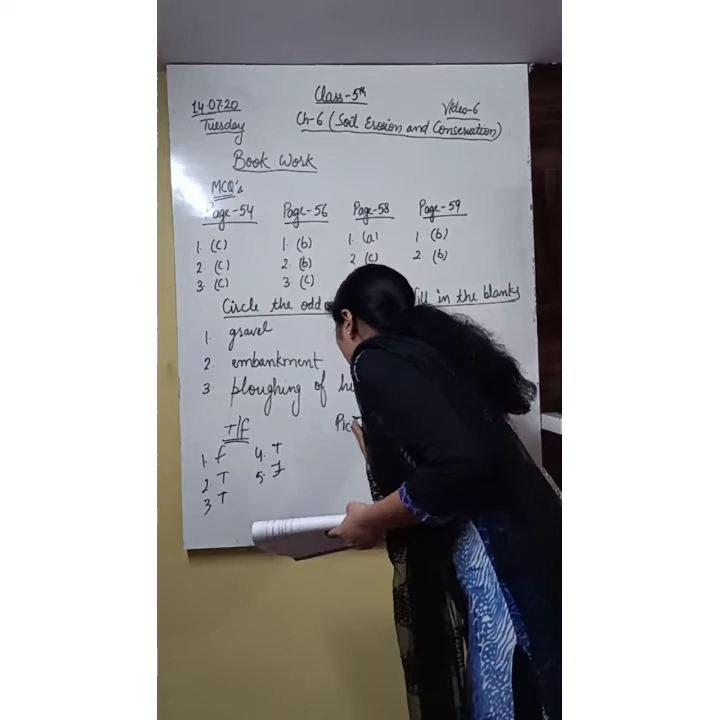 Class-5th
14.07.20
Tuesday
Video-6
Ch-6 (Soil Erosion and Conservation)
Book Work
MCQ's
Page-54 Page-56 Page-58 Page-59
1. (c) 1. (b) 1. (a) 1. (b)
2. (c) 2. (b) 2. (c) 2. (b)
3. (c) 3. (c)
Circle the odd in the blanks
1. gravel
2. embankment
3 ploughing of
T/F
1. F 4. T
2. T 5. F
3 T